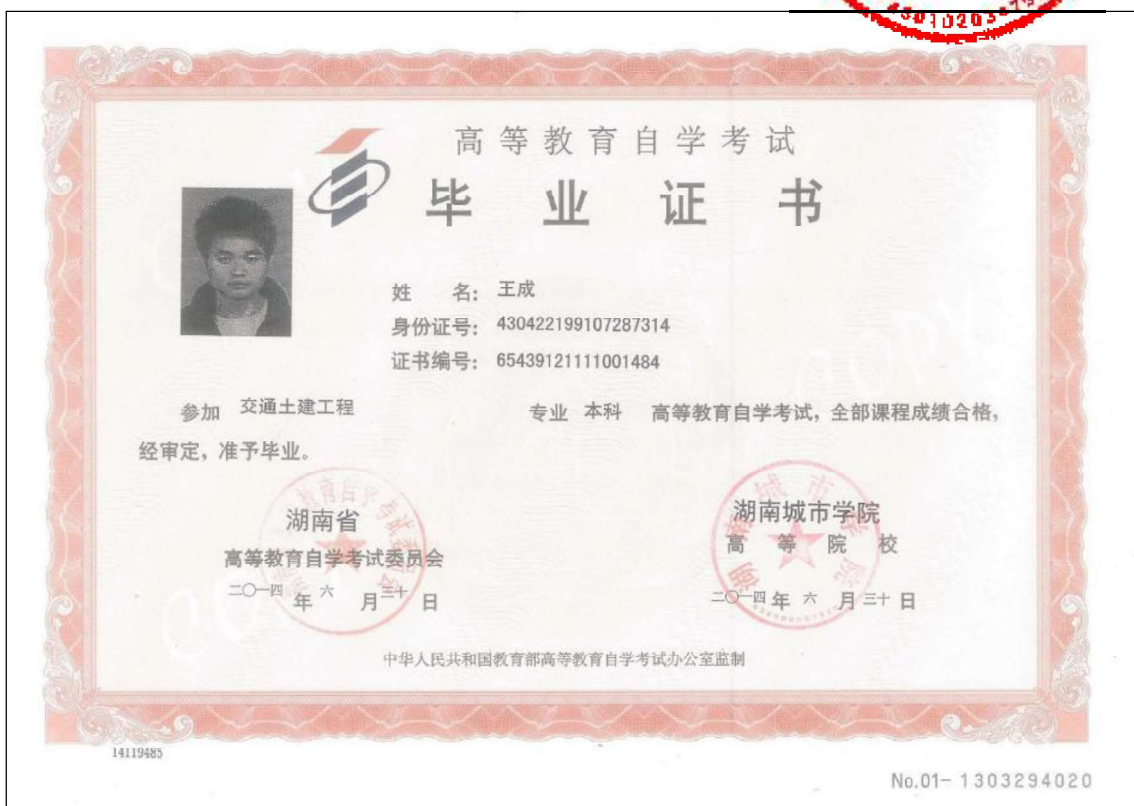 高等教育自学考试
毕业证书
姓 名: 王成
身份证号: 430422199107287314
证书编号: 65439121111001484
参加 交通土建工程 专业 本科 高等教育自学考试，全部课程成绩合格，
经审定，准予毕业。
湖南省
高等教育自学考试委员会
二〇一四年六月三十日
湖南城市学院
高等院校
二〇一四年六月三十日
中华人民共和国教育部高等教育自学考试办公室监制
14119485
No.01-1303294020
COPY